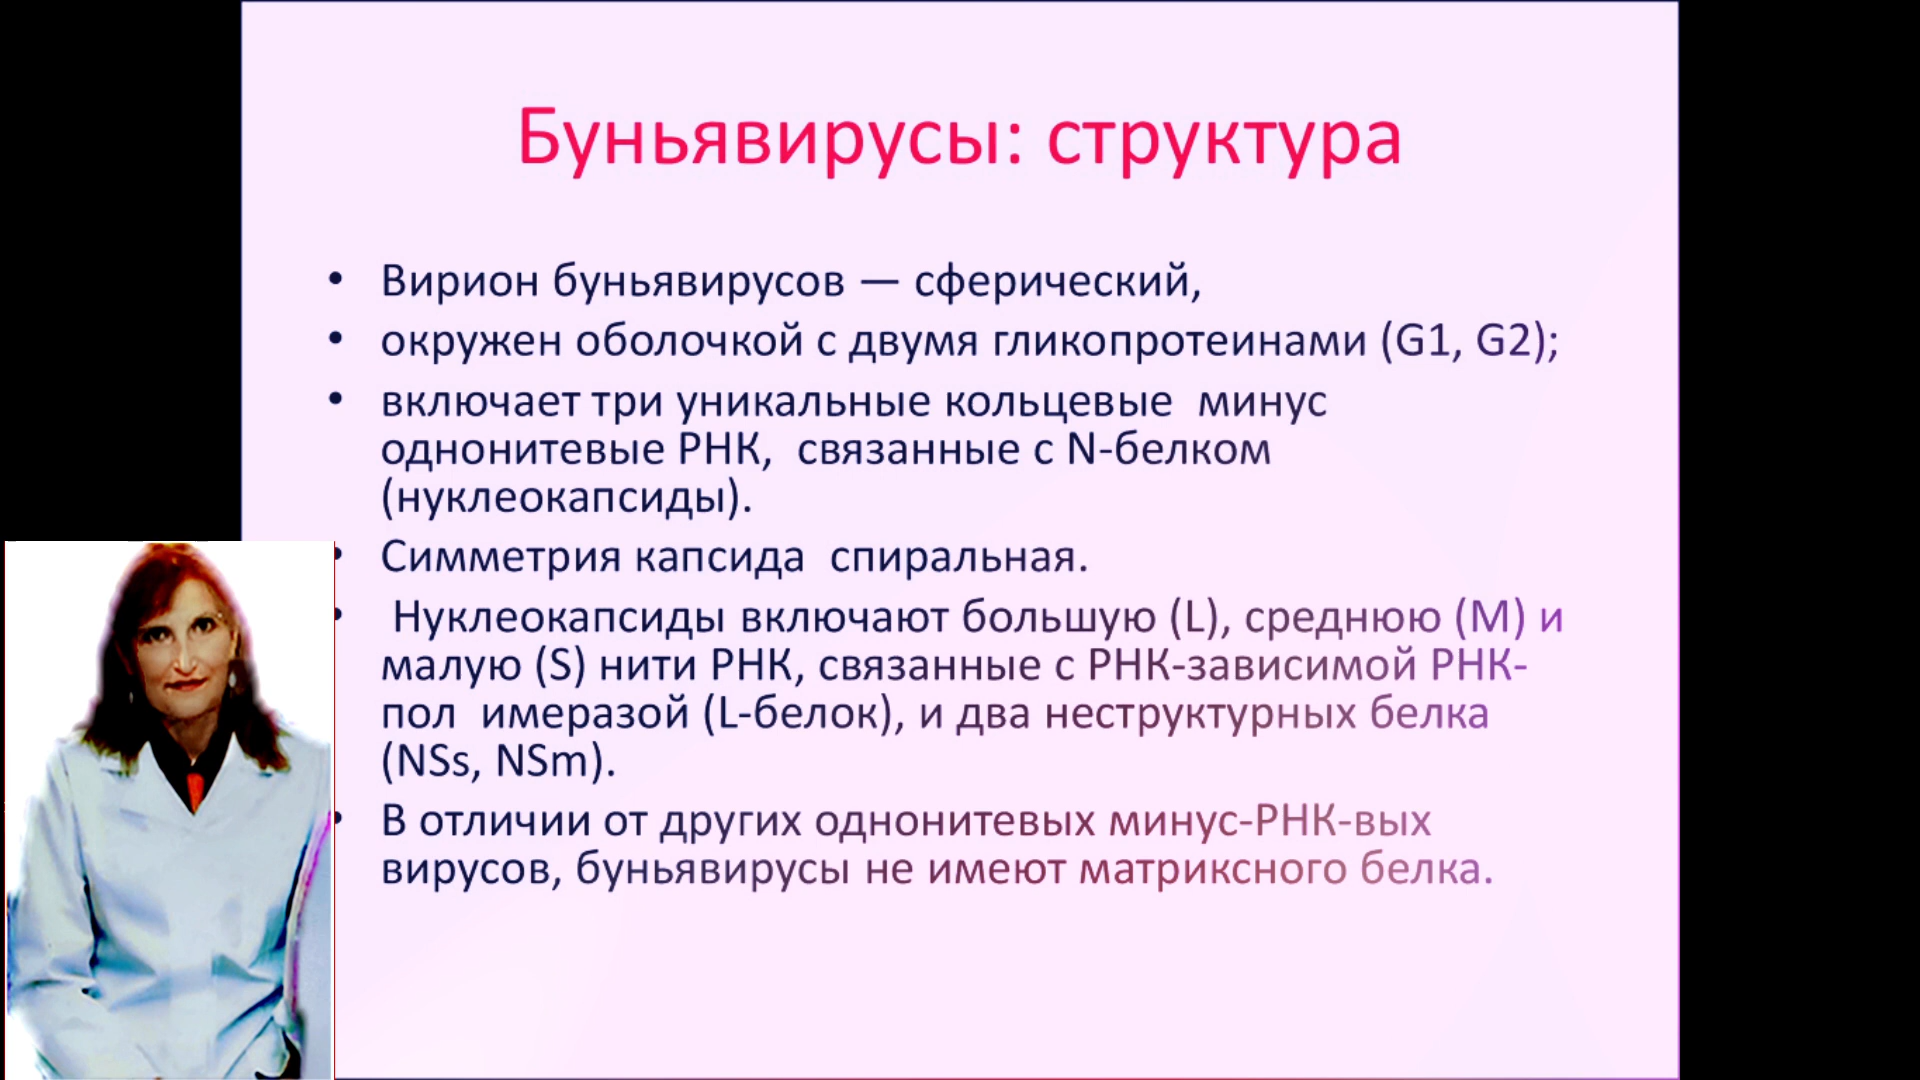 Буньявирусы: структура
• Вирион буньявирусов — сферический,
• окружен оболочкой с двумя гликопротеинами (G1, G2);
• включает три уникальные кольцевые  минус
однонитевые РНК,  связанные с N-белком
(нуклеокапсиды).
• Симметрия капсида  спиральная.
•  Нуклеокапсиды включают большую (L), среднюю (M) и
малую (S) нити РНК, связанные с РНК-зависимой РНК-
пол  имеразой (L-белок), и два неструктурных белка
(NSs, NSm).
• В отличии от других однонитевых минус-РНК-вых
вирусов, буньявирусы не имеют матриксного белка.